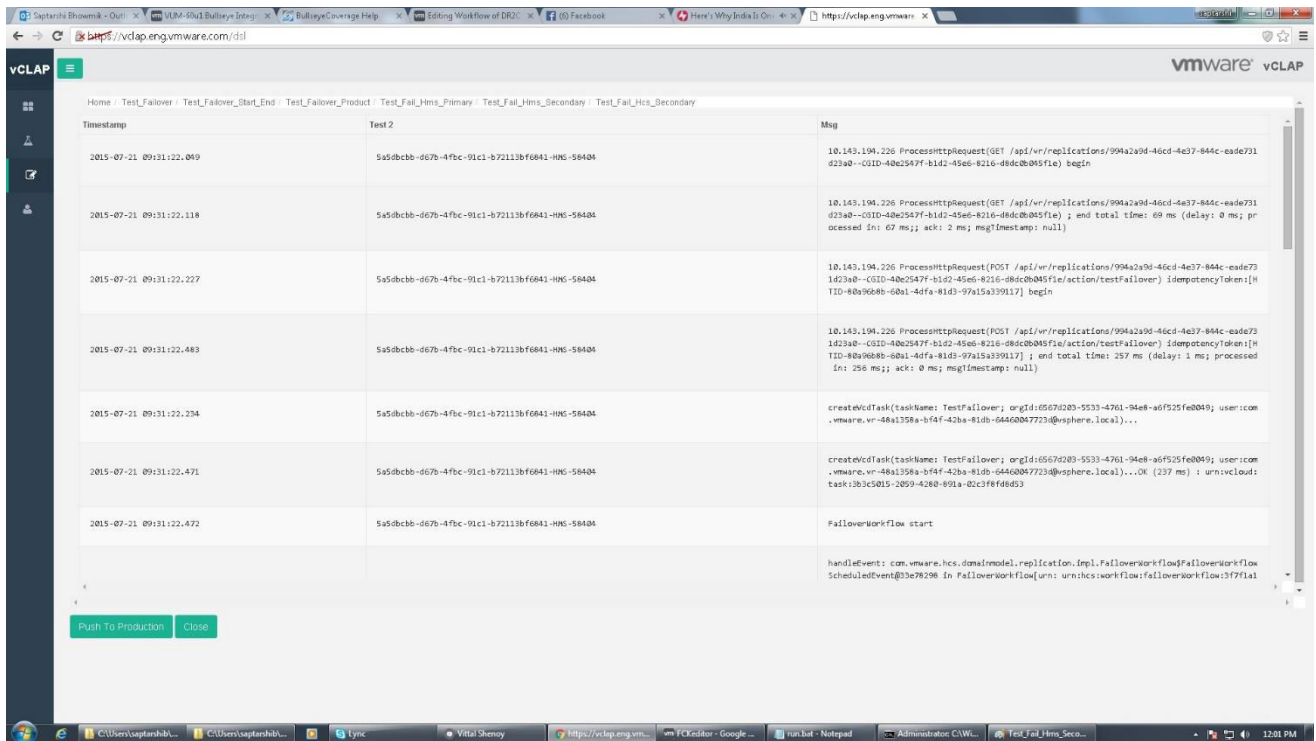 Saptarshi Bhowmik - Outl
VUM-60u1 Bullseye Integr
BullseyeCoverage Help
Editing Workflow of DR2C
(6) Facebook
Here's Why India Is On
https://vclap.eng.vmware
https://vclap.eng.vmware.com/dsl
vCLAP
vmware vCLAP
Home / Test_Failover / Test_Failover_Start_End / Test_Failover_Product / Test_Fail_Hms_Primary / Test_Fail_Hms_Secondary / Test_Fail_Hcs_Secondary
Timestamp Test 2 Msg
2015-07-21 09:31:22.049 5a5dbcbb-d67b-4fbc-91c1-b72113bf6841-HMS-58404
10.143.194.226 ProcessHttpRequest(GET /api/vr/replications/994a2a9d-46cd-4e37-844c-eade731
d23a0--CGID-40e2547f-b1d2-45e6-8216-d8dc0b045f1e) begin
2015-07-21 09:31:22.118 5a5dbcbb-d67b-4fbc-91c1-b72113bf6841-HMS-58404
10.143.194.226 ProcessHttpRequest(GET /api/vr/replications/994a2a9d-46cd-4e37-844c-eade731
d23a0--CGID-40e2547f-b1d2-45e6-8216-d8dc0b045f1e) ; end total time: 69 ms (delay: 0 ms; pr
ocessed in: 67 ms;; ack: 2 ms; msgTimestamp: null)
2015-07-21 09:31:22.227 5a5dbcbb-d67b-4fbc-91c1-b72113bf6841-HMS-58404
10.143.194.226 ProcessHttpRequest(POST /api/vr/replications/994a2a9d-46cd-4e37-844c-eade73
1d23a0--CGID-40e2547f-b1d2-45e6-8216-d8dc0b045f1e/action/testFailover) idempotencyToken:[H
TID-80a96b8b-60a1-4dfa-81d3-97a15a339117] begin
2015-07-21 09:31:22.483 5a5dbcbb-d67b-4fbc-91c1-b72113bf6841-HMS-58404
10.143.194.226 ProcessHttpRequest(POST /api/vr/replications/994a2a9d-46cd-4e37-844c-eade73
1d23a0--CGID-40e2547f-b1d2-45e6-8216-d8dc0b045f1e/action/testFailover) idempotencyToken:[H
TID-80a96b8b-60a1-4dfa-81d3-97a15a339117] ; end total time: 257 ms (delay: 1 ms; processed
in: 256 ms;; ack: 0 ms; msgTimestamp: null)
2015-07-21 09:31:22.234 5a5dbcbb-d67b-4fbc-91c1-b72113bf6841-HMS-58404
createVcdTask(taskName: TestFailover; orgId:6567d203-5533-4761-94e8-a6f525fe0049; user:com
.vmware.vr-48a1358a-bf4f-42ba-81db-64460047723d@vsphere.local)...
2015-07-21 09:31:22.471 5a5dbcbb-d67b-4fbc-91c1-b72113bf6841-HMS-58404
createVcdTask(taskName: TestFailover; orgId:6567d203-5533-4761-94e8-a6f525fe0049; user:com
.vmware.vr-48a1358a-bf4f-42ba-81db-64460047723d@vsphere.local)...OK (237 ms) : urn:vcloud:
task:3b3c5015-2059-4280-891a-02c3f8fd8d53
2015-07-21 09:31:22.472 5a5dbcbb-d67b-4fbc-91c1-b72113bf6841-HMS-58404 FailoverWorkflow start
handleEvent: com.vmware.hcs.domainmodel.replication.impl.FailoverWorkflow$FailoverWorkflow
ScheduledEvent@33e78298 in FailoverWorkflow[urn: urn:hcs:workflow:failoverWorkflow:3f7f1a1
Push To Production Close
C:\Users\saptarshib\...
C:\Users\saptarshib\...
Lync
Vittal Shenoy
https://vclap.eng.vm...
FCKeditor - Google ...
run.bat - Notepad
Administrator: C:\Wi...
Test_Fail_Hms_Seco...
12:01 PM